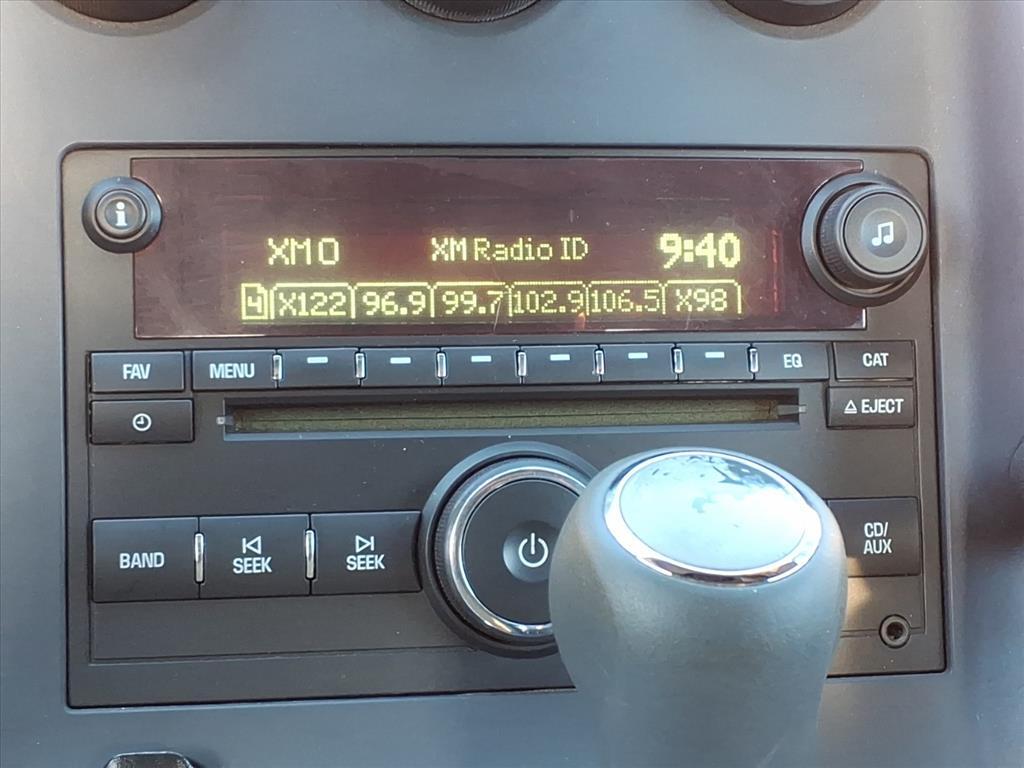 i
XM0 XM Radio ID 9:40
4 X122 96.9 99.7 102.9 106.5 X98
FAV MENU EQ CAT
EJECT
BAND SEEK SEEK CD/
AUX